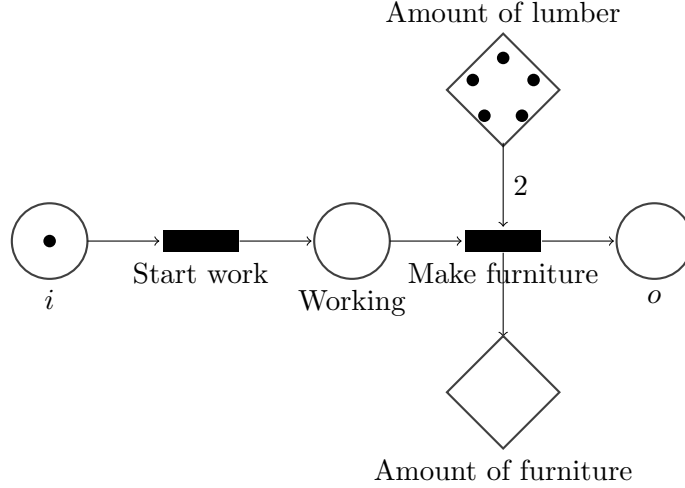 Amount of lumber
2
Start work
Make furniture
i
Working
o
Amount of furniture